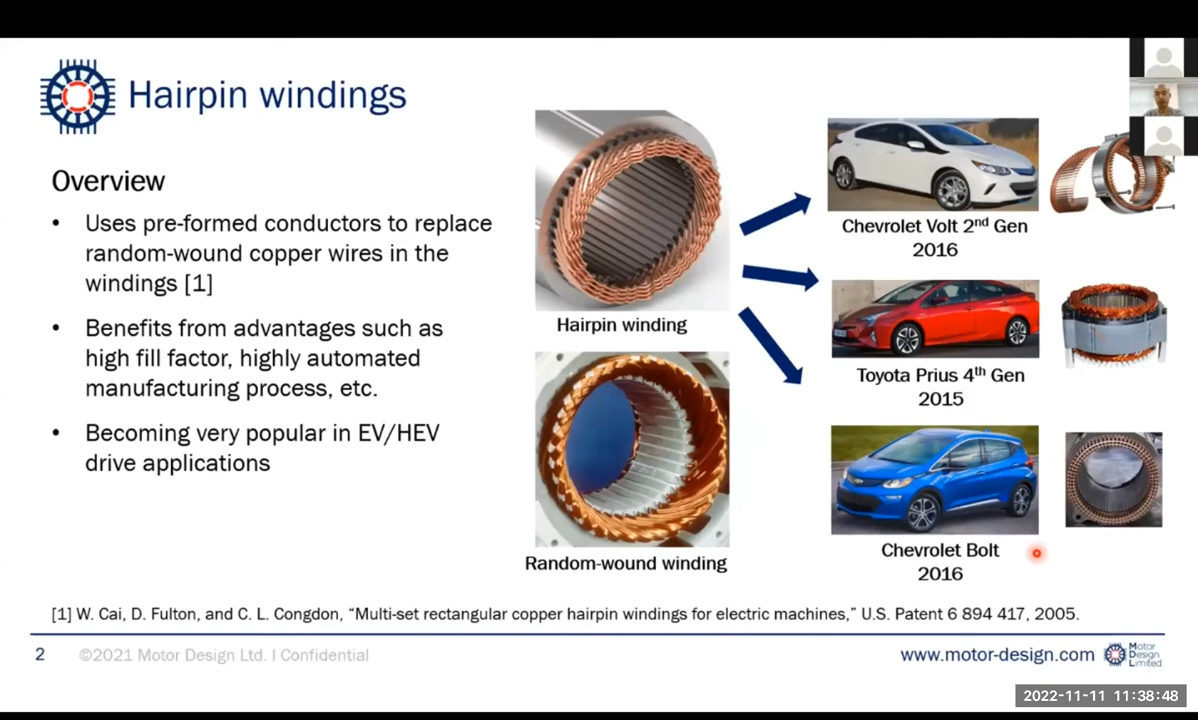 Hairpin windings
Overview
• Uses pre-formed conductors to replace
random-wound copper wires in the
windings [1]
• Benefits from advantages such as
high fill factor, highly automated
manufacturing process, etc.
• Becoming very popular in EV/HEV
drive applications
Hairpin winding
Random-wound winding
Chevrolet Volt 2nd Gen
2016
Toyota Prius 4th Gen
2015
Chevrolet Bolt
2016
[1] W. Cai, D. Fulton, and C. L. Congdon, “Multi-set rectangular copper hairpin windings for electric machines,” U.S. Patent 6 894 417, 2005.
2
©2021 Motor Design Ltd. I Confidential
www.motor-design.com
Motor
Design
Limited
2022-11-11 11:38:48